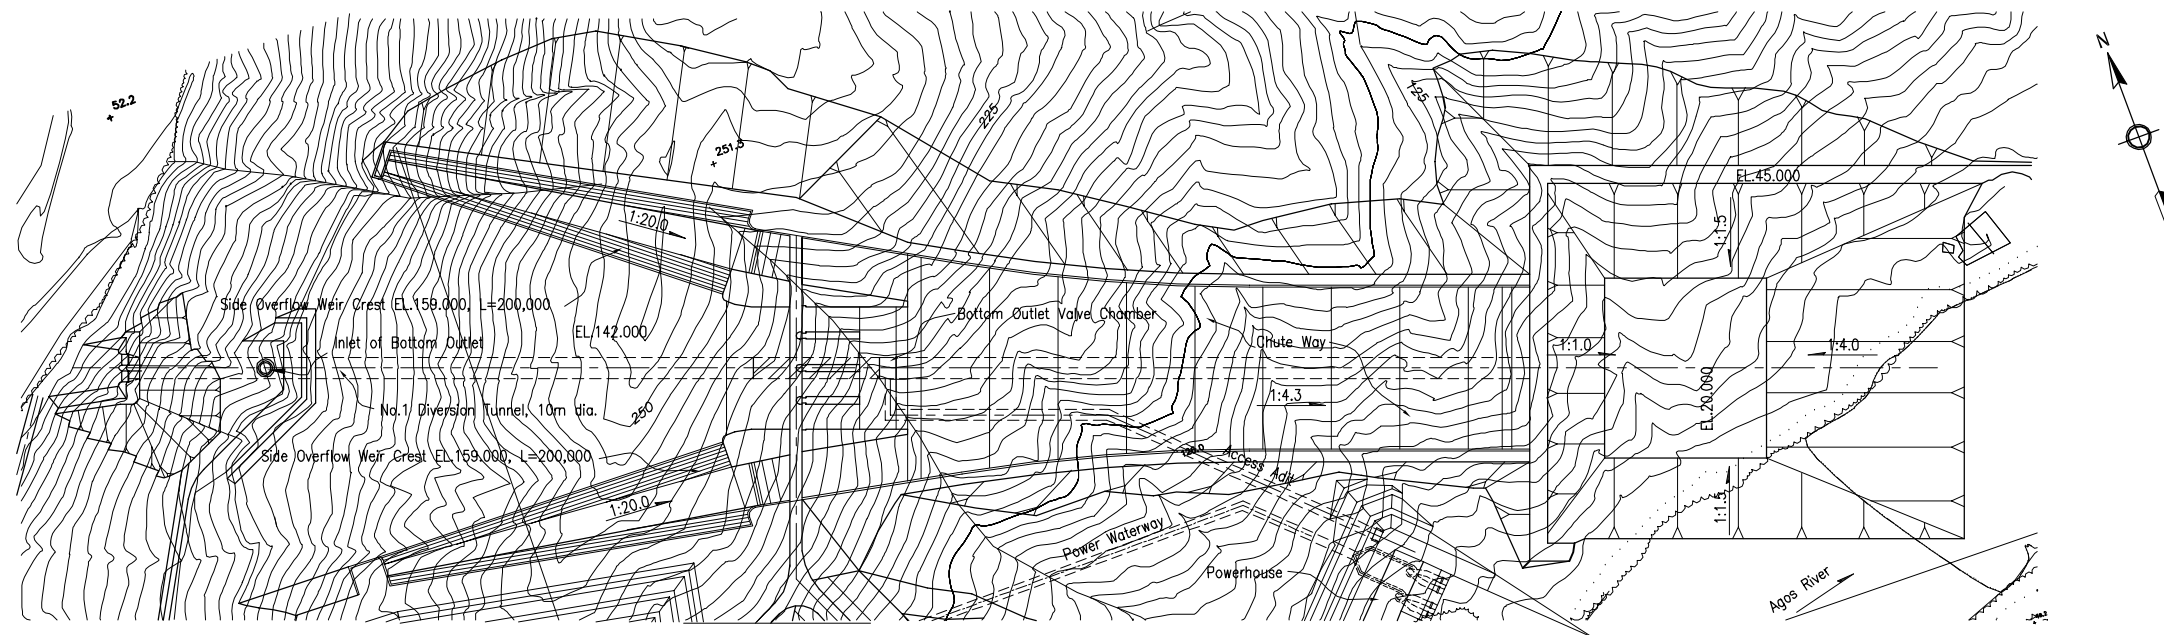 N
52.2
251.3
225
125
EL.45.000
1:20.0
1:1.5
Side Overflow Weir Crest (EL.159.000, L=200,000
Bottom Outlet Valve Chamber
EL.142.000
Inlet of Bottom Outlet
Chute Way
1:1.0
1:4.0
1:4.3
No.1 Diversion Tunnel, 10m dia.
250
EL.20.000
Side Overflow Weir Crest EL.159.000, L=200,000
Access Adit
1:20.0
1:1.5
Power Waterway
Powerhouse
Agos River